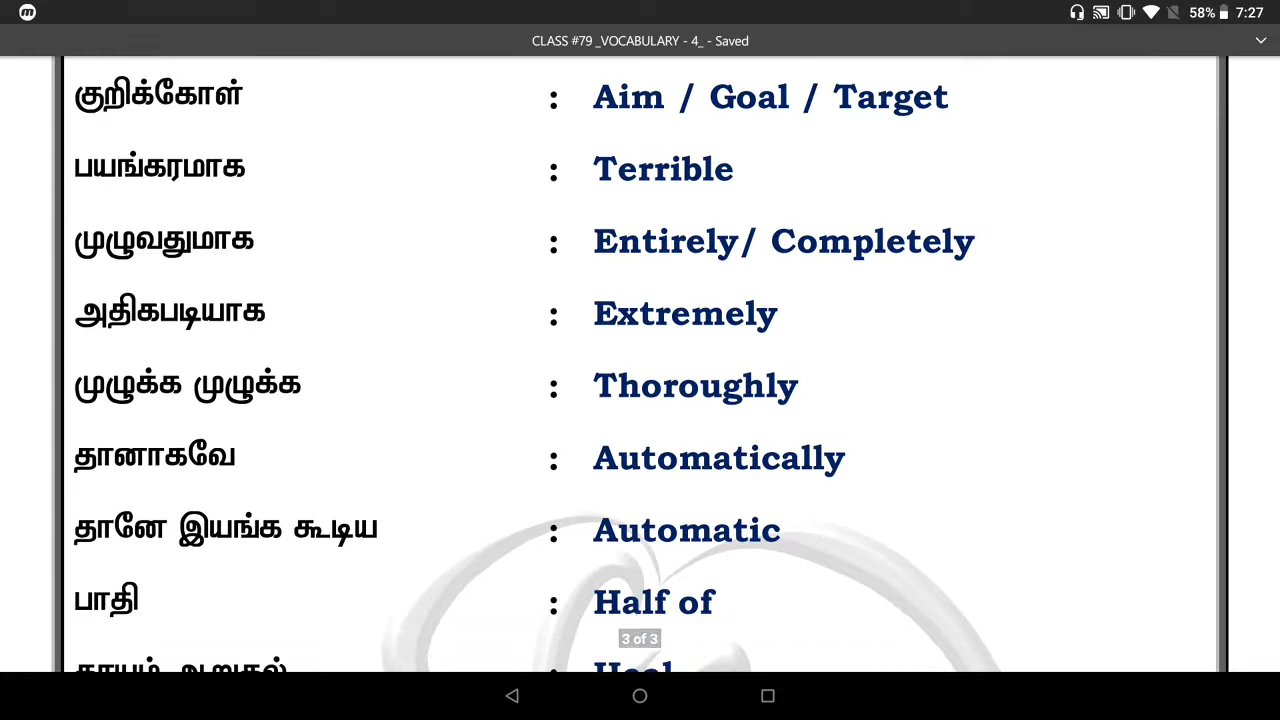 58% 7:27
CLASS #79 _VOCABULARY - 4_ - Saved
குறிக்கோள் : Aim / Goal / Target
பயங்கரமாக : Terrible
முழுவதுமாக : Entirely/ Completely
அதிகபடியாக : Extremely
முழுக்க முழுக்க : Thoroughly
தானாகவே : Automatically
தானே இயங்க கூடிய : Automatic
பாதி : Half of
3 of 3